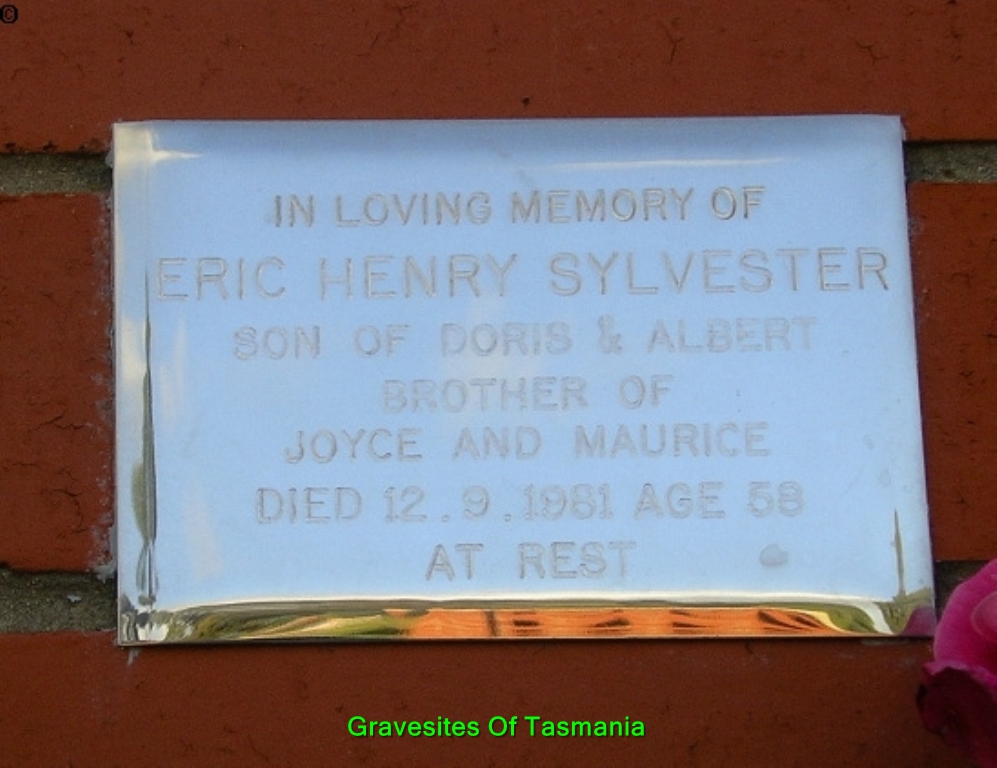 ©
IN LOVING MEMORY OF
ERIC HENRY SYLVESTER
SON OF DORIS & ALBERT
BROTHER OF
JOYCE AND MAURICE
DIED 12.9.1981 AGE 58
AT REST
Gravesites Of Tasmania